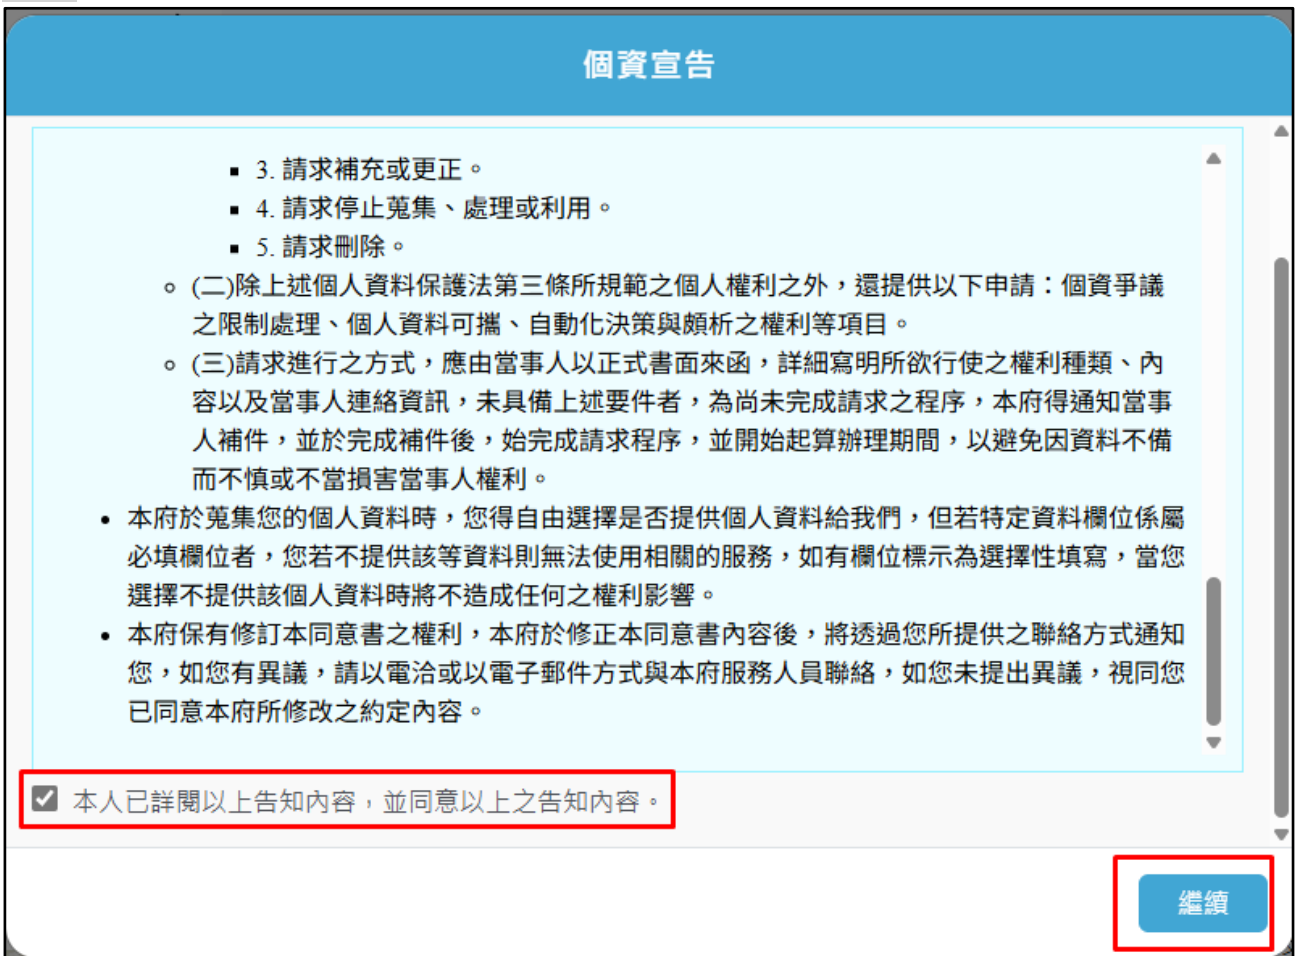 個資宣告
3. 請求補充或更正。
4. 請求停止蒐集、處理或利用。
5. 請求刪除。
(二)除上述個人資料保護法第三條所規範之個人權利之外，還提供以下申請：個資爭議
之限制處理、個人資料可攜、自動化決策與頗析之權利等項目。
(三)請求進行之方式，應由當事人以正式書面來函，詳細寫明所欲行使之權利種類、內
容以及當事人連絡資訊，未具備上述要件者，為尚未完成請求之程序，本府得通知當事
人補件，並於完成補件後，始完成請求程序，並開始起算辦理期間，以避免因資料不備
而不慎或不當損害當事人權利。
本府於蒐集您的個人資料時，您得自由選擇是否提供個人資料給我們，但若特定資料欄位係屬
必填欄位者，您若不提供該等資料則無法使用相關的服務，如有欄位標示為選擇性填寫，當您
選擇不提供該個人資料時將不造成任何之權利影響。
本府保有修訂本同意書之權利，本府於修正本同意書內容後，將透過您所提供之聯絡方式通知
您，如您有異議，請以電洽或以電子郵件方式與本府服務人員聯絡，如您未提出異議，視同您
已同意本府所修改之約定內容。
本人已詳閱以上告知內容，並同意以上之告知內容。
繼續